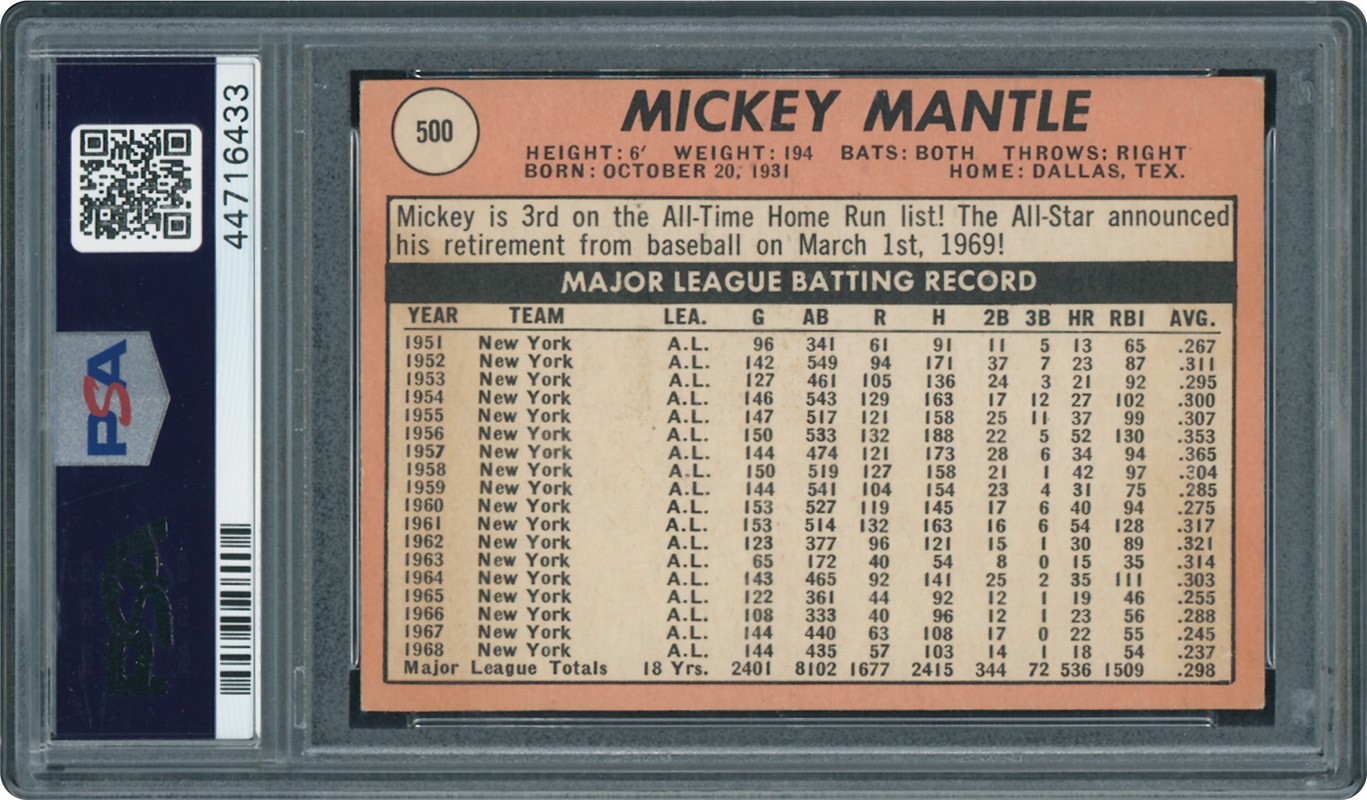 44716433
PSA
PSA
500
MICKEY MANTLE
HEIGHT: 6' WEIGHT: 194 BATS: BOTH THROWS: RIGHT
BORN: OCTOBER 20, 1931 HOME: DALLAS, TEX.
Mickey is 3rd on the All-Time Home Run list! The All-Star announced
his retirement from baseball on March 1st, 1969!
MAJOR LEAGUE BATTING RECORD
YEAR TEAM LEA. G AB R H 2B 3B HR RBI AVG.
1951 New York A.L. 96 341 61 91 11 5 13 65 .267
1952 New York A.L. 142 549 94 171 37 7 23 87 .311
1953 New York A.L. 127 461 105 136 24 3 21 92 .295
1954 New York A.L. 146 543 129 163 17 12 27 102 .300
1955 New York A.L. 147 517 121 158 25 11 37 99 .307
1956 New York A.L. 150 533 132 188 22 5 52 130 .353
1957 New York A.L. 144 474 121 173 28 6 34 94 .365
1958 New York A.L. 150 519 127 158 21 1 42 97 .304
1959 New York A.L. 144 541 104 154 23 4 31 75 .285
1960 New York A.L. 153 527 119 145 17 6 40 94 .275
1961 New York A.L. 153 514 132 163 16 6 54 128 .317
1962 New York A.L. 123 377 96 121 15 1 30 89 .321
1963 New York A.L. 65 172 40 54 8 0 15 35 .314
1964 New York A.L. 143 465 92 141 25 2 35 111 .303
1965 New York A.L. 122 361 44 92 12 1 19 46 .255
1966 New York A.L. 108 333 40 96 12 1 23 56 .288
1967 New York A.L. 144 440 63 108 17 0 22 55 .245
1968 New York A.L. 144 435 57 103 14 1 18 54 .237
Major League Totals 18 Yrs. 2401 8102 1677 2415 344 72 536 1509 .298